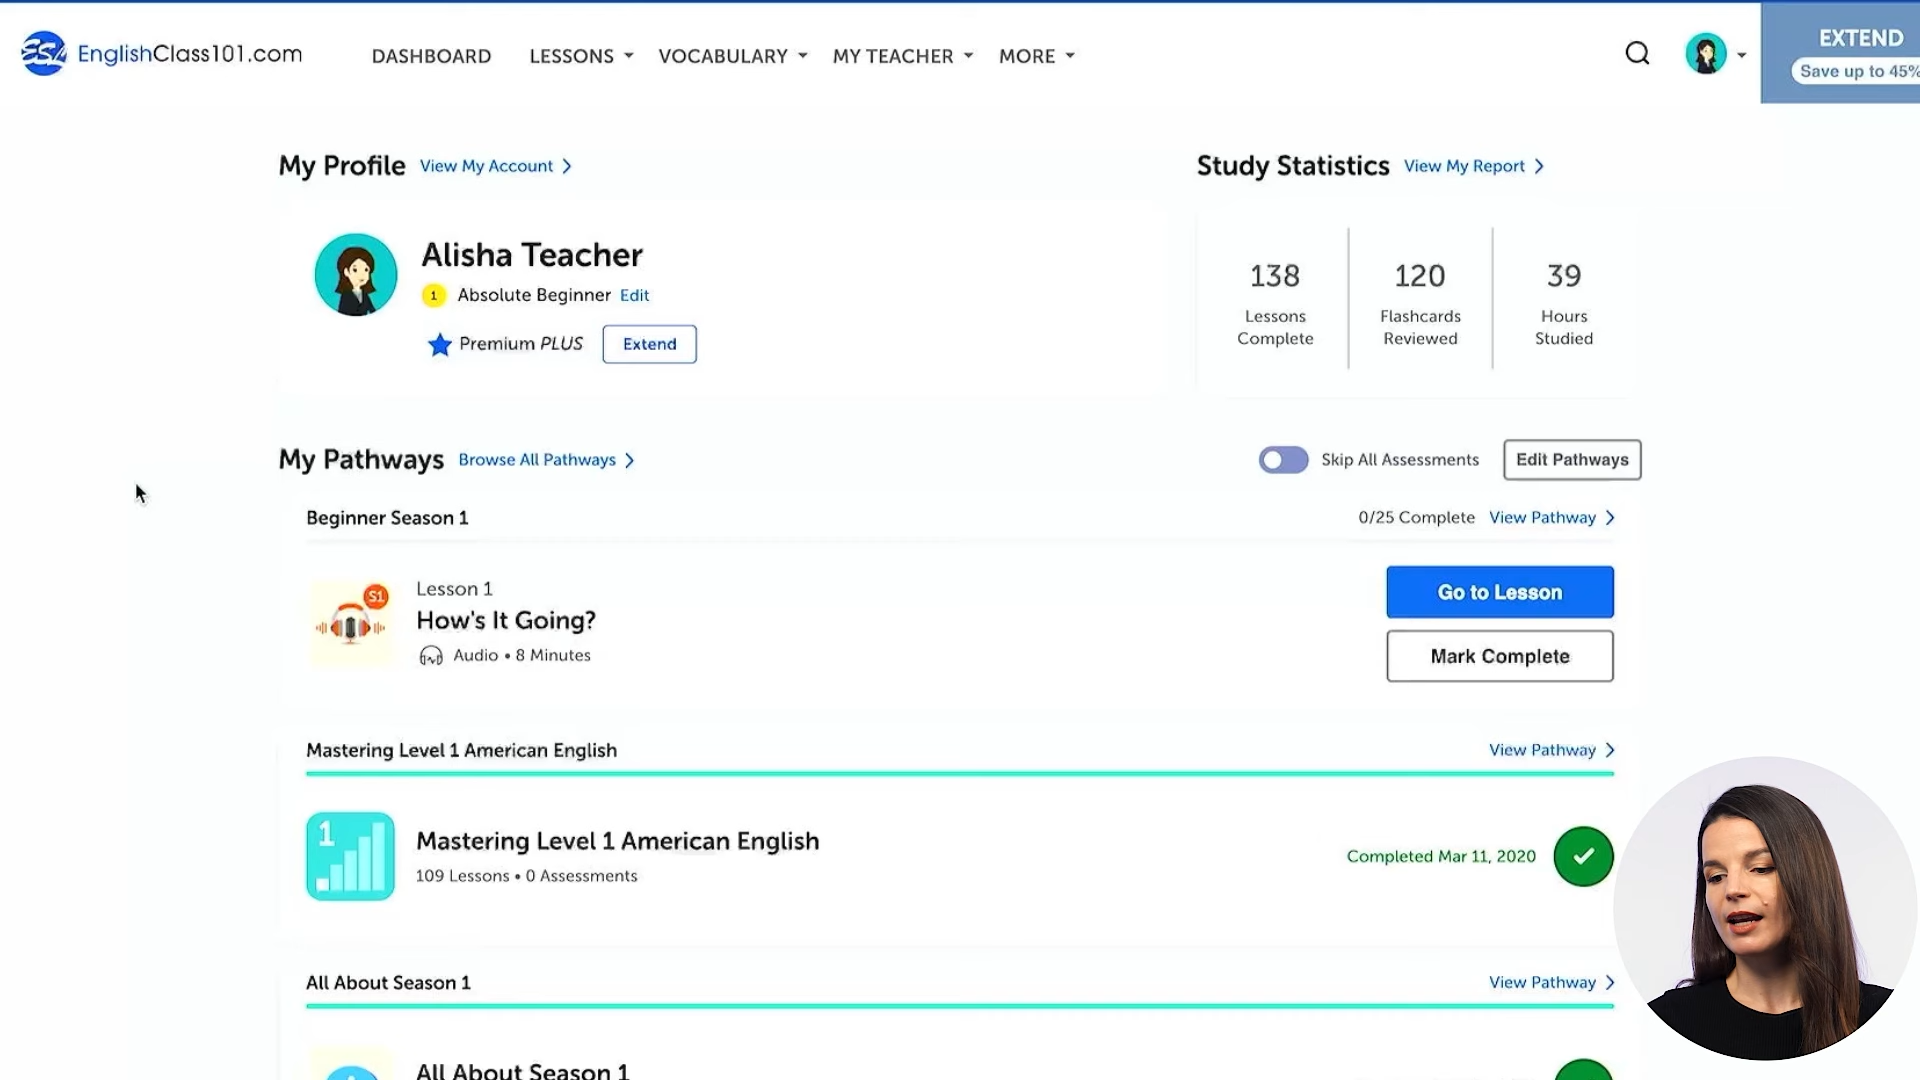 ESL EnglishClass101.com DASHBOARD LESSONS VOCABULARY MY TEACHER MORE EXTEND
Save up to 45%
My Profile View My Account
Study Statistics View My Report
Alisha Teacher
1 Absolute Beginner Edit
Premium PLUS Extend
138 120 39
Lessons Flashcards Hours
Complete Reviewed Studied
My Pathways Browse All Pathways Skip All Assessments Edit Pathways
Beginner Season 1 0/25 Complete View Pathway
S1
Lesson 1
How's It Going?
Audio • 8 Minutes
Go to Lesson
Mark Complete
Mastering Level 1 American English View Pathway
1
Mastering Level 1 American English
109 Lessons • 0 Assessments
Completed Mar 11, 2020
All About Season 1 View Pathway
All About Season 1